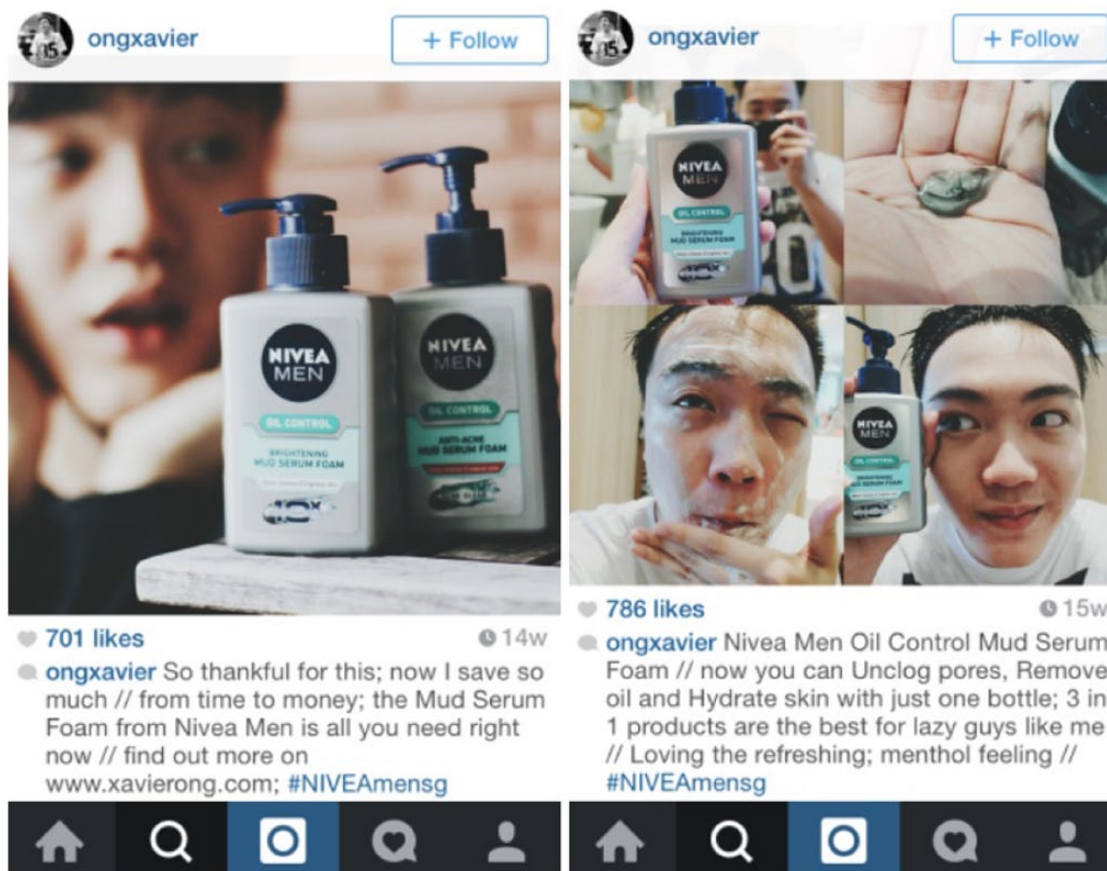 ongxavier
+ Follow
NIVEA
MEN
OIL CONTROL
BRIGHTENING
MUD SERUM FOAM
10X
NIVEA
MEN
OIL CONTROL
ANTI-ACNE
MUD SERUM FOAM
701 likes
14w
ongxavier So thankful for this; now I save so
much // from time to money; the Mud Serum
Foam from Nivea Men is all you need right
now // find out more on
www.xavierong.com; #NIVEAmensg
ongxavier
+ Follow
NIVEA
MEN
OIL CONTROL
BRIGHTENING
MUD SERUM FOAM
NIVEA
MEN
OIL CONTROL
BRIGHTENING
MUD SERUM FOAM
786 likes
15w
ongxavier Nivea Men Oil Control Mud Serum
Foam // now you can Unclog pores, Remove
oil and Hydrate skin with just one bottle; 3 in
1 products are the best for lazy guys like me
// Loving the refreshing; menthol feeling //
#NIVEAmensg